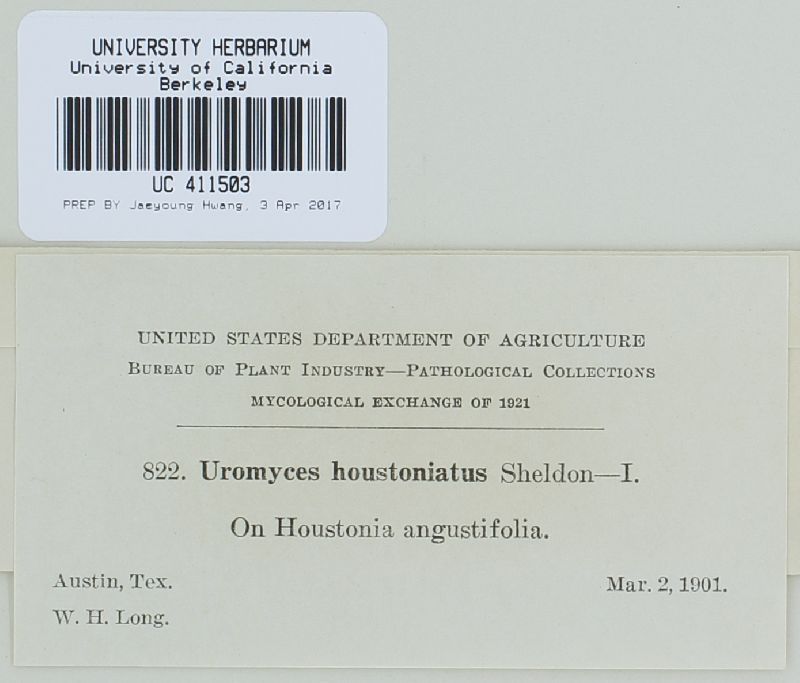 UNIVERSITY HERBARIUM
University of California
Berkeley
UC 411503
PREP BY Jaeyoung Hwang, 3 Apr 2017
UNITED STATES DEPARTMENT OF AGRICULTURE
BUREAU OF PLANT INDUSTRY—PATHOLOGICAL COLLECTIONS
MYCOLOGICAL EXCHANGE OF 1921
822. Uromyces houstoniatus Sheldon—I.
On Houstonia angustifolia.
Austin, Tex.
Mar. 2, 1901.
W. H. Long.